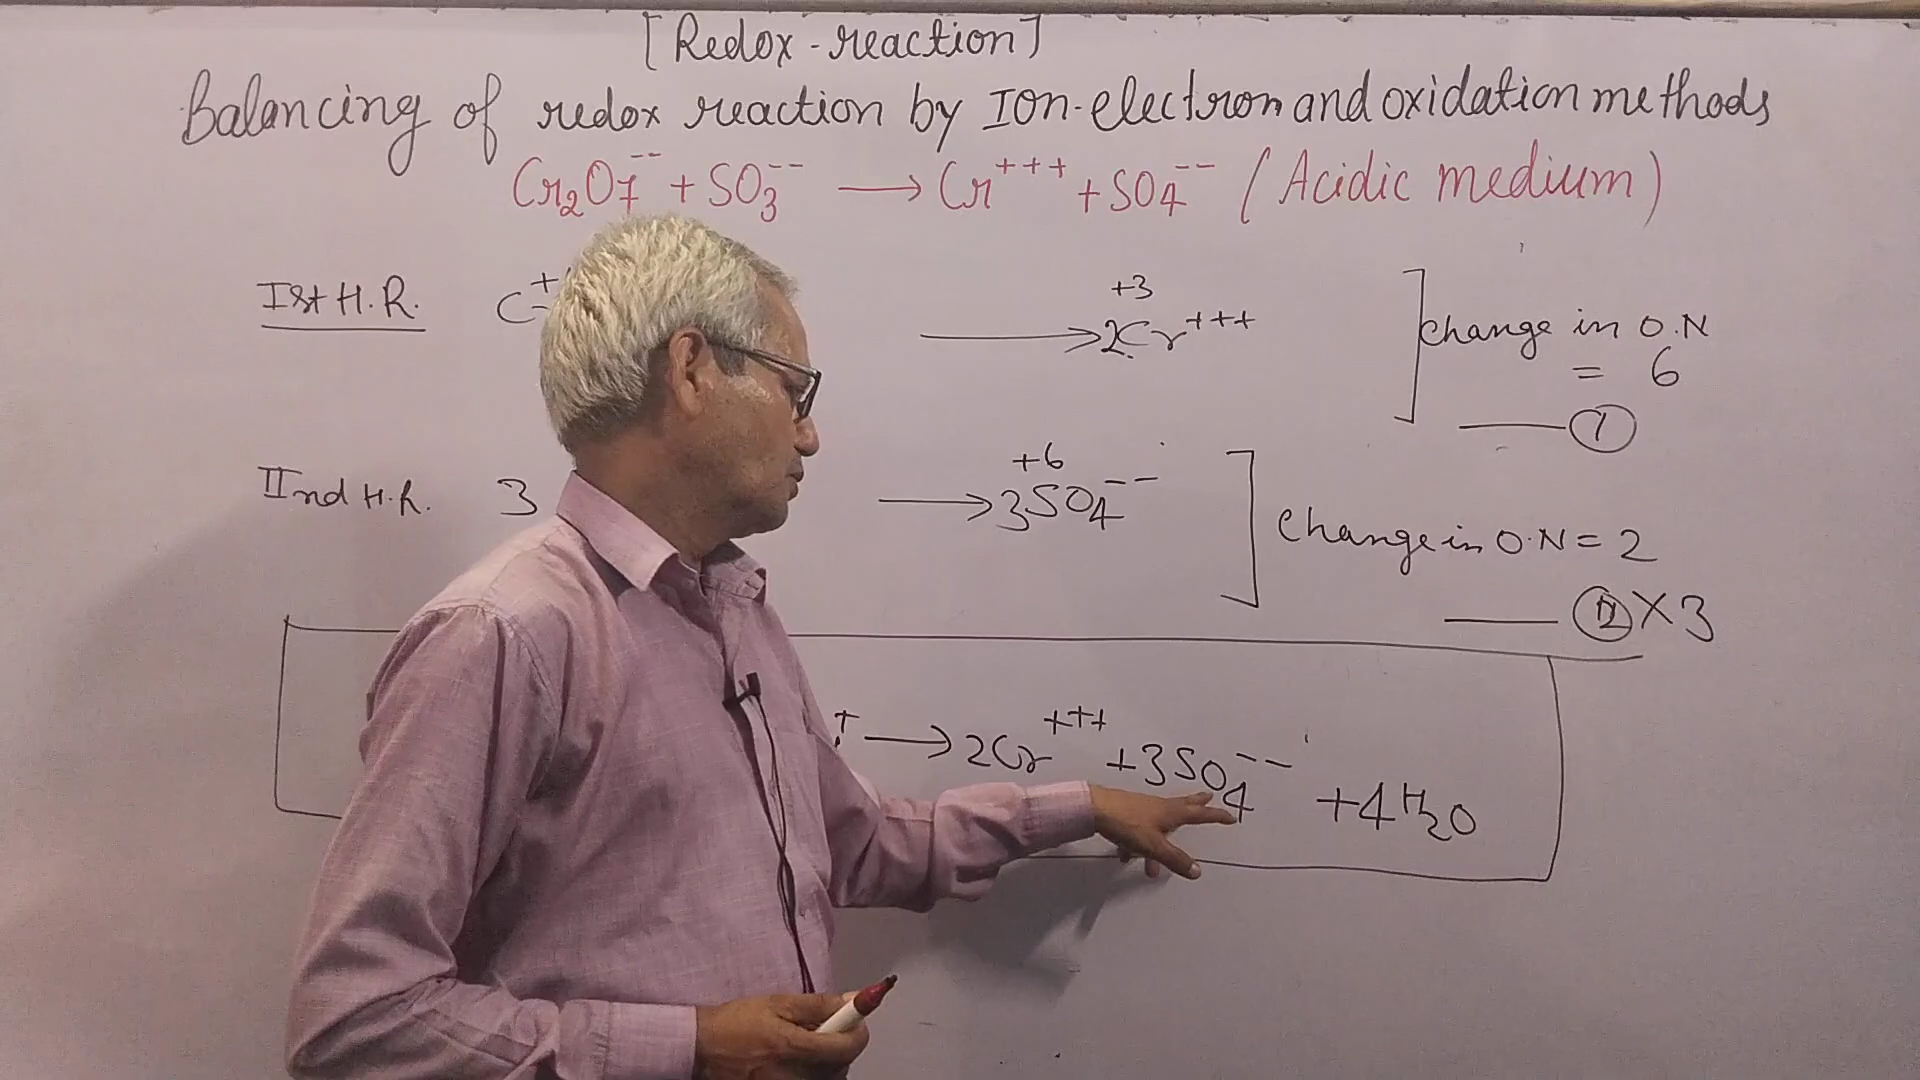 [Redox-reaction]
Balancing of redox reaction by Ion-electron and oxidation methods
Cr2O7-- + SO3-- → Cr+++ + SO4-- (Acidic medium)
Ist H.R. C
+3
→ 2Cr+++
change in O.N
= 6
①
IInd H.R. 3
+6
→ 3SO4--
Change in O.N = 2
② × 3
+ → 2Cr+++ + 3SO4-- + 4H2O